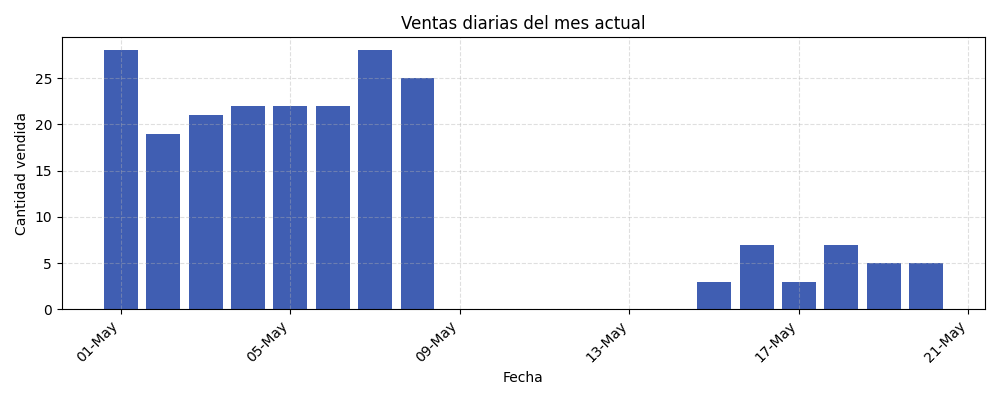 Ventas diarias del mes actual
Cantidad vendida
25
20
15
10
5
0
01-May
05-May
09-May
13-May
17-May
21-May
Fecha